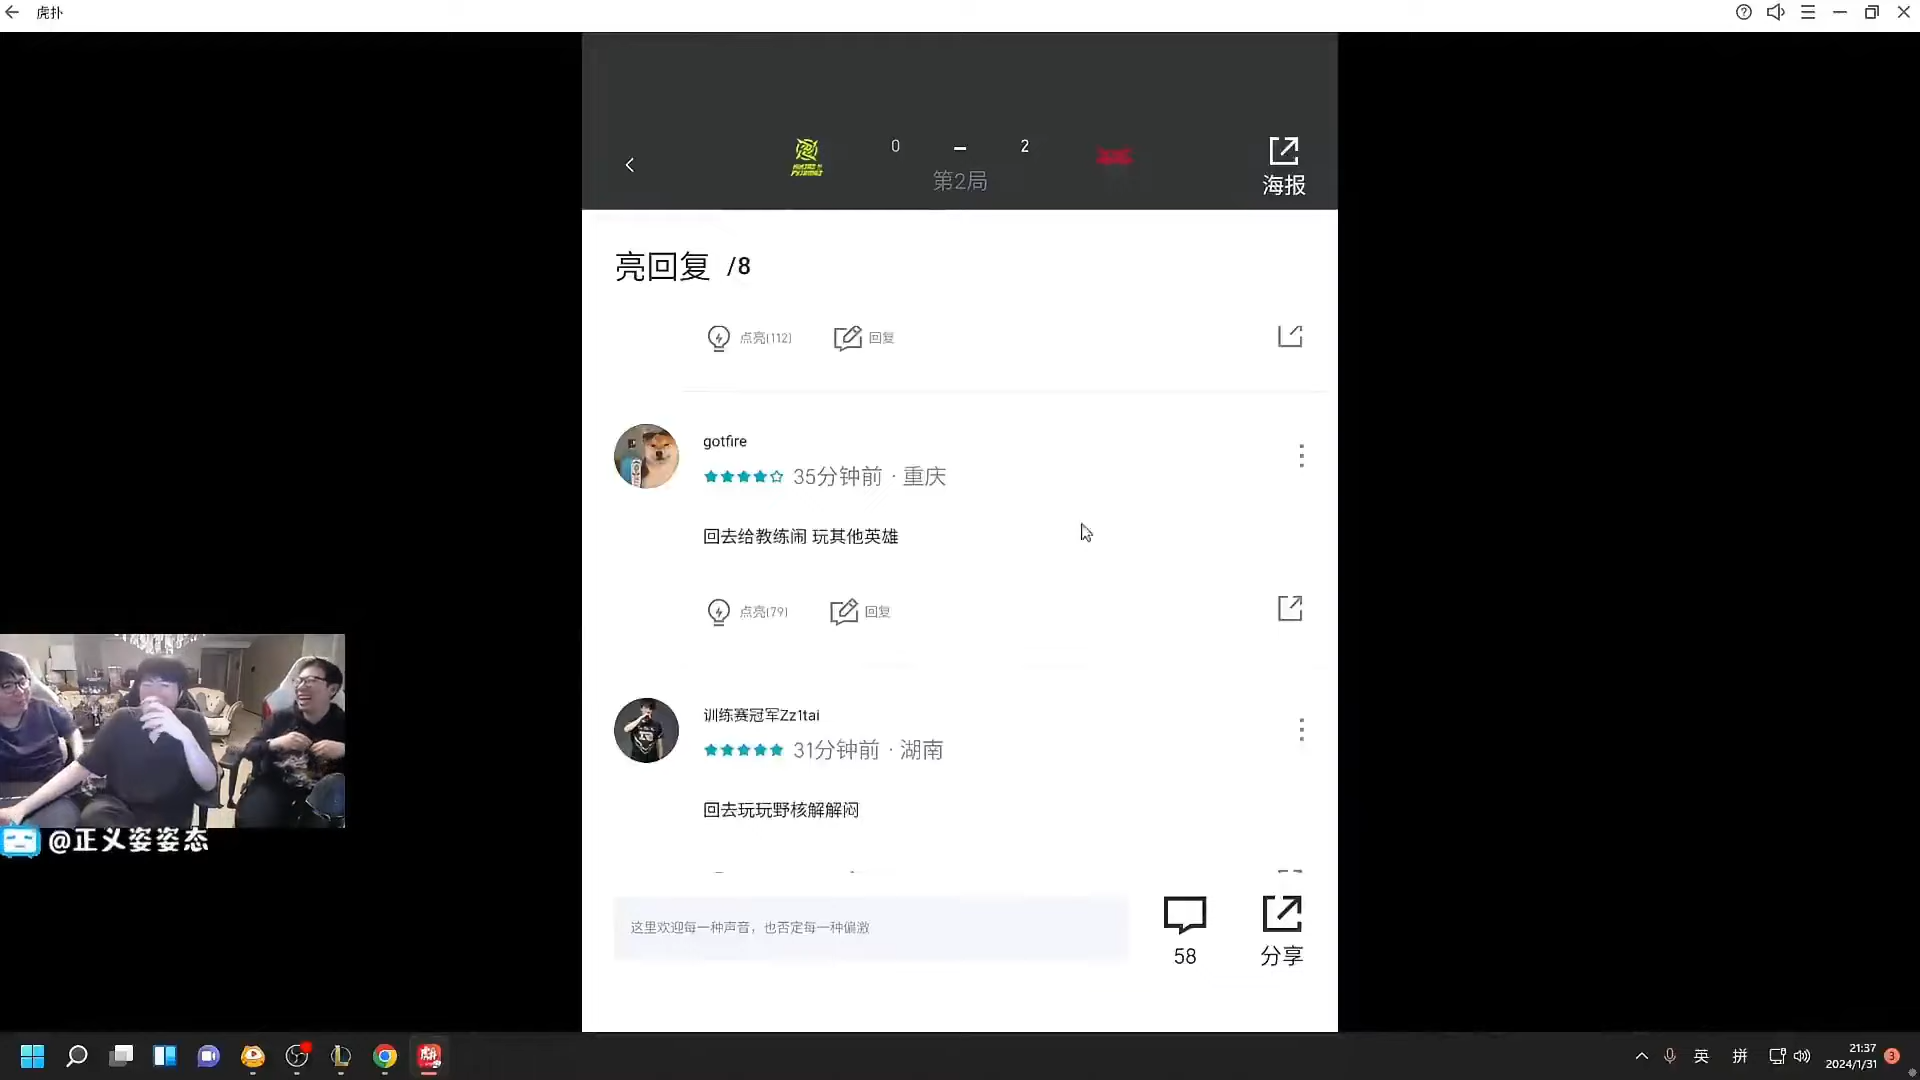 虎扑
0 - 2
第2局
海报
亮回复 /8
点亮(112) 回复
gotfire
35分钟前 · 重庆
回去给教练闹 玩其他英雄
点亮(79) 回复
训练赛冠军Zz1tai
31分钟前 · 湖南
回去玩玩野核解解闷
这里欢迎每一种声音，也否定每一种偏激
58
分享
@正义姿姿态
英
拼
21:37
2024/1/31
3